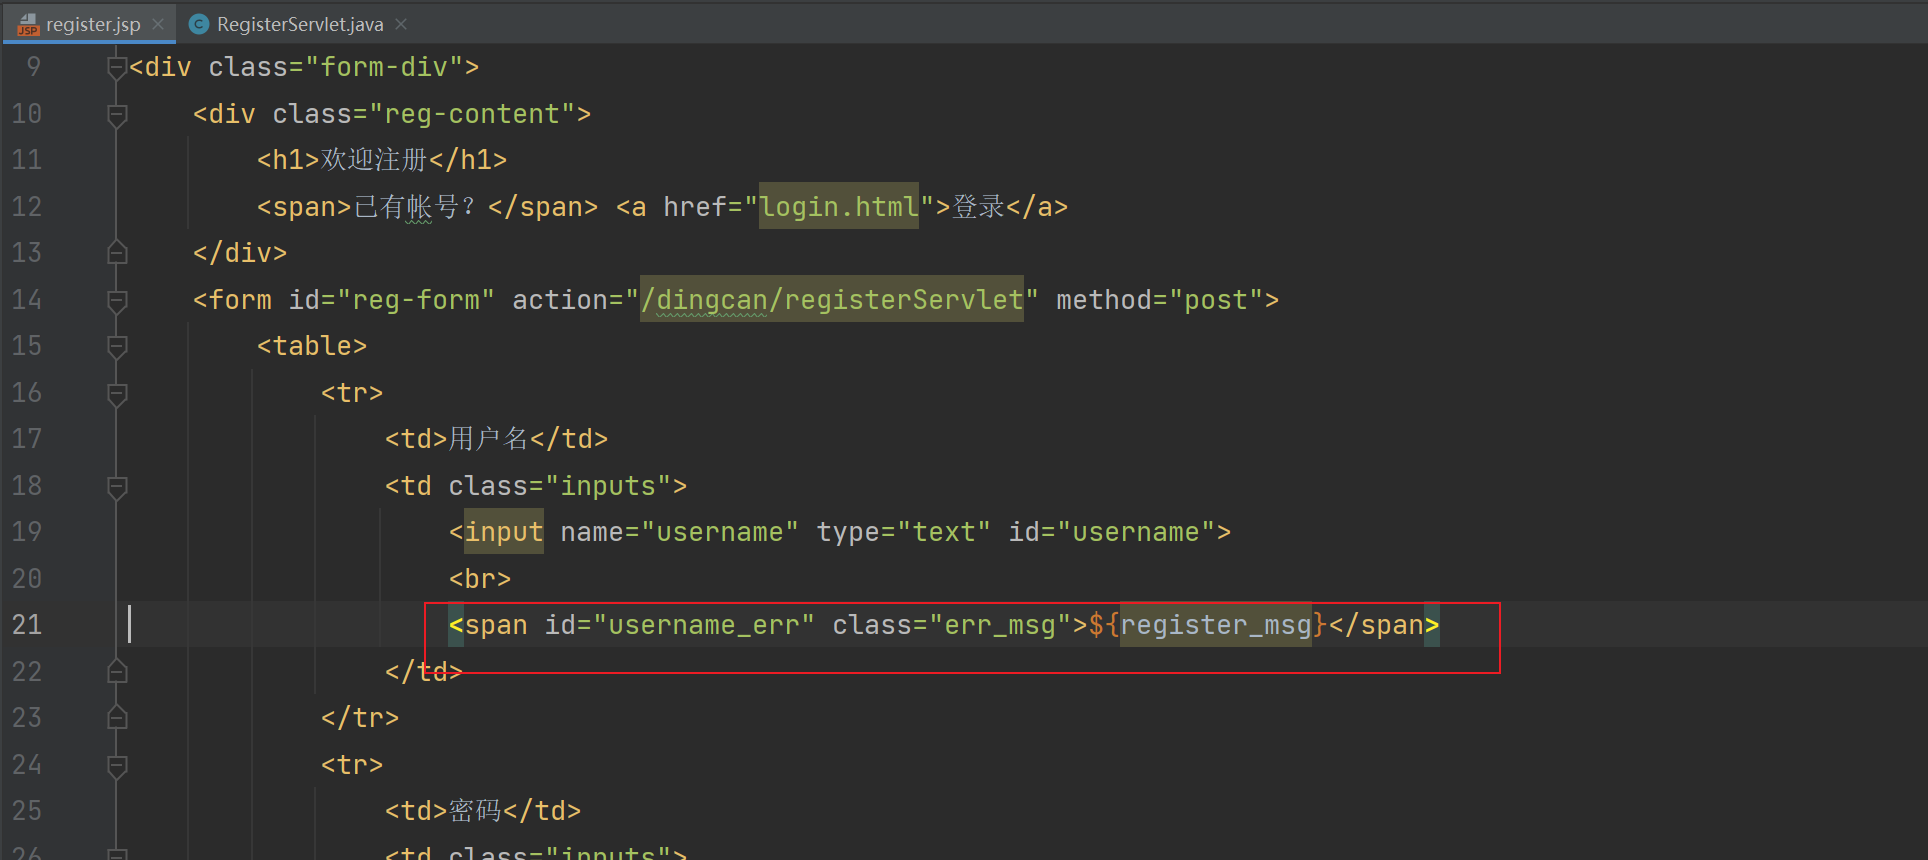 register.jsp RegisterServlet.java
9 <div class="form-div">
10 <div class="reg-content">
11 <h1>欢迎注册</h1>
12 <span>已有帐号？</span> <a href="login.html">登录</a>
13 </div>
14 <form id="reg-form" action="/dingcan/registerServlet" method="post">
15 <table>
16 <tr>
17 <td>用户名</td>
18 <td class="inputs">
19 <input name="username" type="text" id="username">
20 <br>
21 <span id="username_err" class="err_msg">${register_msg}</span>
22 </td>
23 </tr>
24 <tr>
25 <td>密码</td>
26 <td class="inputs">